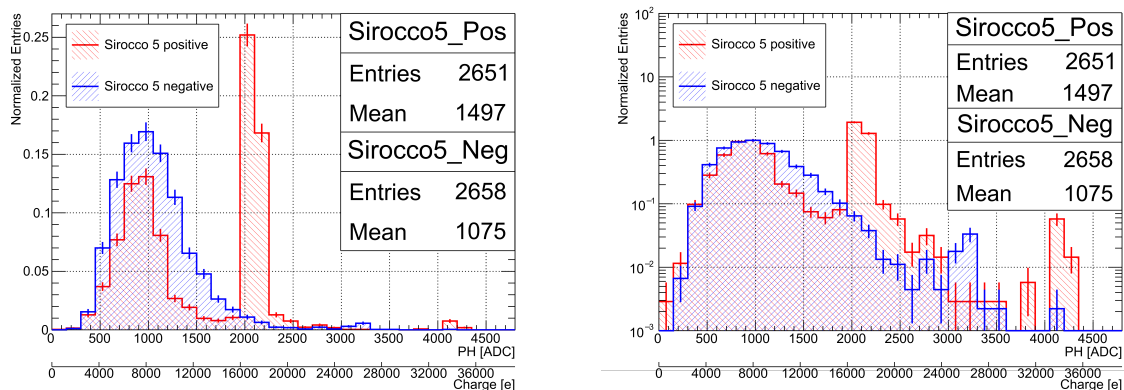 Normalized Entries
0.25
0.2
0.15
0.1
0.05
0
Sirocco 5 positive
Sirocco 5 negative
Sirocco5_Pos
Entries 2651
Mean 1497
Sirocco5_Neg
Entries 2658
Mean 1075
0 500 1000 1500 2000 2500 3000 3500 4000 4500
PH [ADC]
0 4000 8000 12000 16000 20000 24000 28000 32000 36000
Charge [e]
Normalized Entries
10²
10
1
10⁻¹
10⁻²
10⁻³
Sirocco 5 positive
Sirocco 5 negative
Sirocco5_Pos
Entries 2651
Mean 1497
Sirocco5_Neg
Entries 2658
Mean 1075
0 500 1000 1500 2000 2500 3000 3500 4000 4500
PH [ADC]
0 4000 8000 12000 16000 20000 24000 28000 32000 36000
Charge [e]